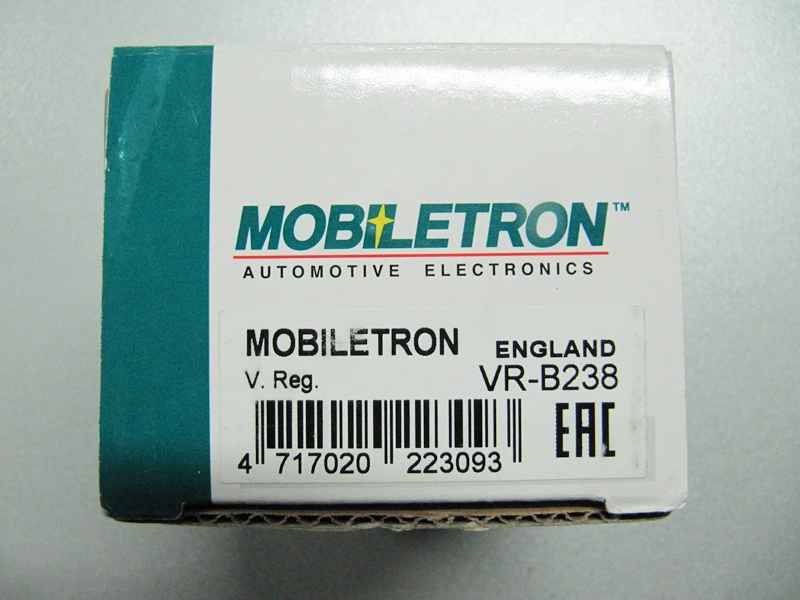 MOBILETRON™
AUTOMOTIVE ELECTRONICS
MOBILETRON ENGLAND
V. Reg. VR-B238
EAC
4 717020 223093